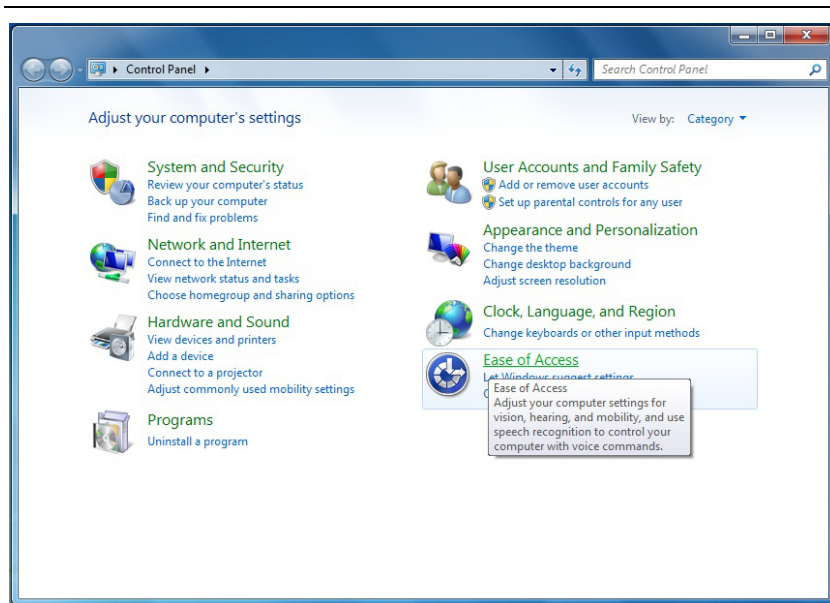 Control Panel
Search Control Panel
Adjust your computer's settings
View by: Category
System and Security
Review your computer's status
Back up your computer
Find and fix problems
Network and Internet
Connect to the Internet
View network status and tasks
Choose homegroup and sharing options
Hardware and Sound
View devices and printers
Add a device
Connect to a projector
Adjust commonly used mobility settings
Programs
Uninstall a program
User Accounts and Family Safety
Add or remove user accounts
Set up parental controls for any user
Appearance and Personalization
Change the theme
Change desktop background
Adjust screen resolution
Clock, Language, and Region
Change keyboards or other input methods
Ease of Access
Let Windows suggest settings
Ease of Access
Adjust your computer settings for
vision, hearing, and mobility, and use
speech recognition to control your
computer with voice commands.